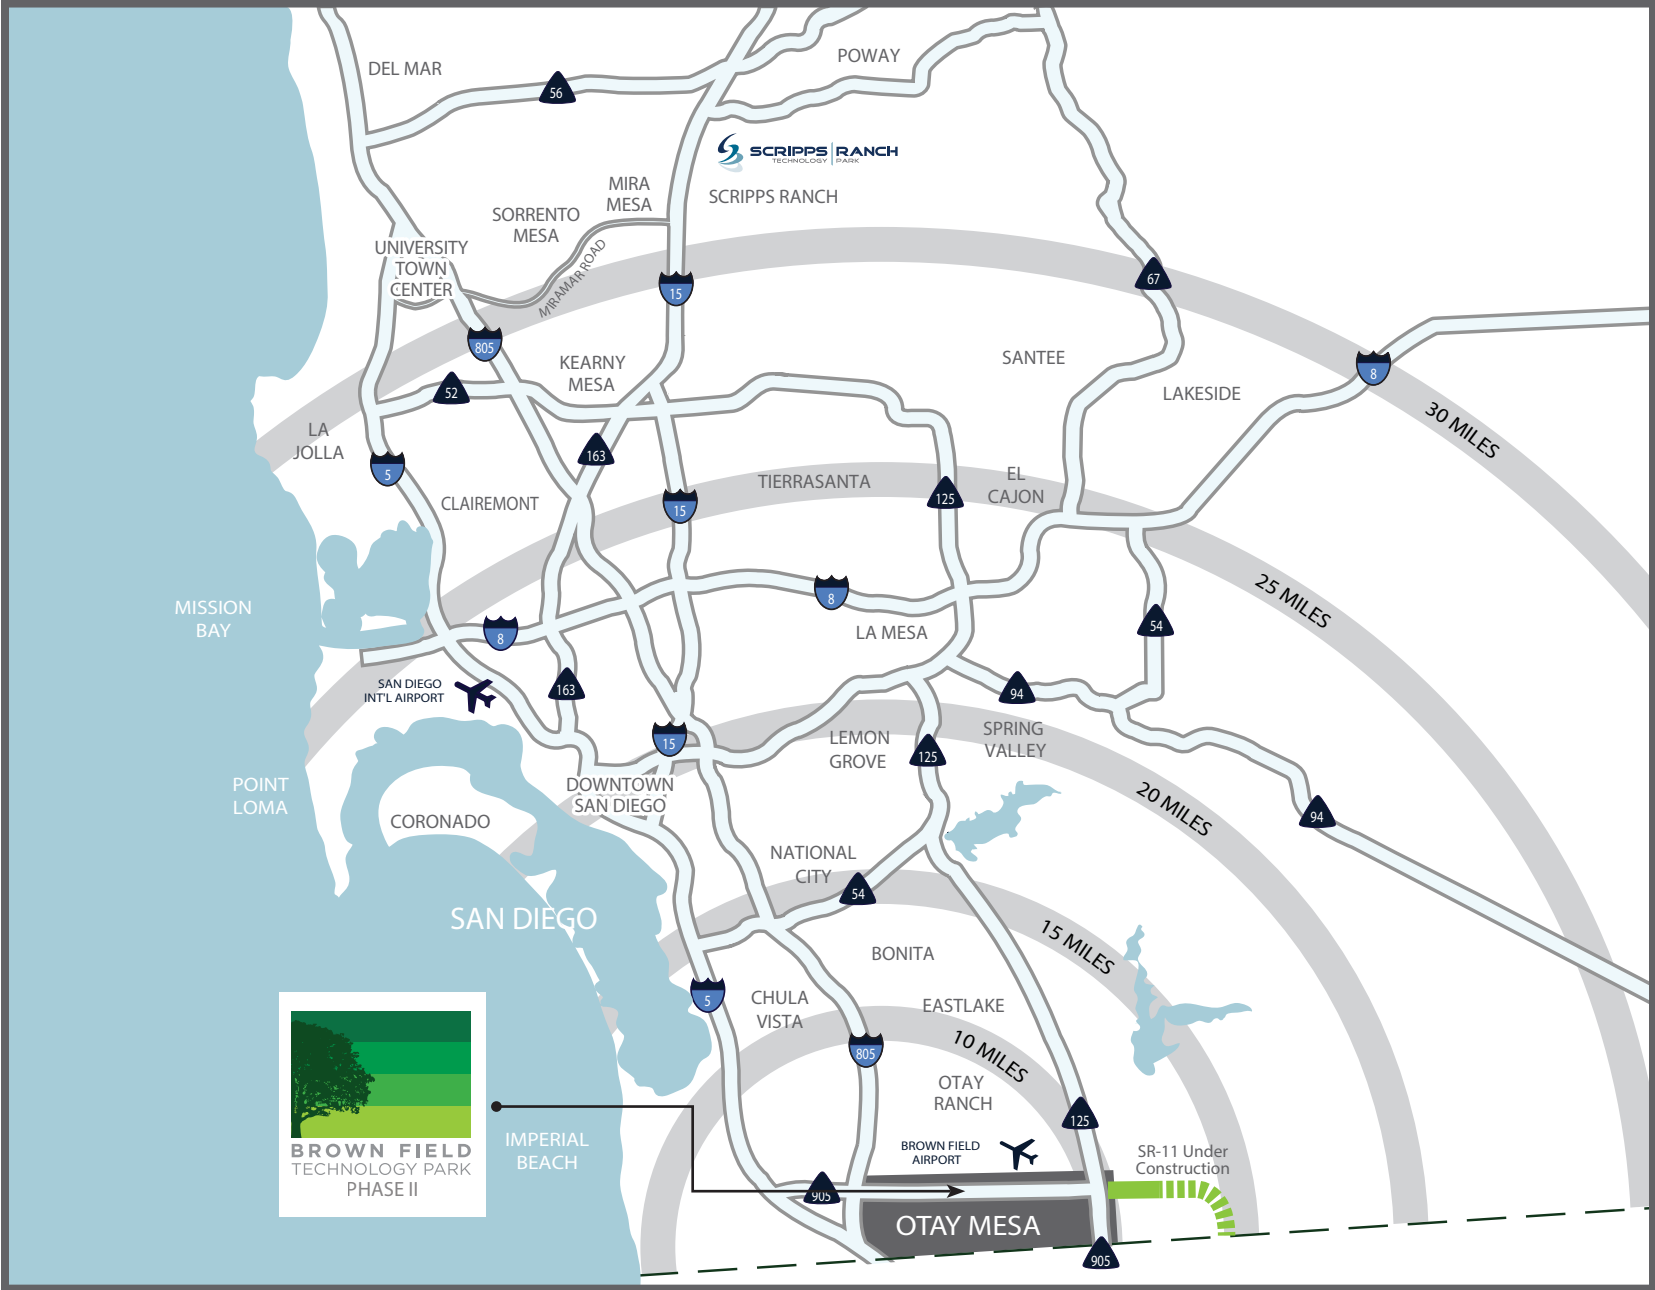 DEL MAR
POWAY
56
SCRIPPS RANCH
TECHNOLOGY PARK
MIRA
MESA
SCRIPPS RANCH
SORRENTO
MESA
UNIVERSITY
TOWN
CENTER
MIRAMAR ROAD
15
67
805
KEARNY
MESA
SANTEE
8
52
LAKESIDE
30 MILES
LA
JOLLA
163
5
TIERRASANTA
EL
CAJON
125
CLAIREMONT
15
MISSION
BAY
8
25 MILES
8
LA MESA
54
SAN DIEGO
INT'L AIRPORT
163
94
15
LEMON
GROVE
SPRING
VALLEY
125
POINT
LOMA
DOWNTOWN
SAN DIEGO
20 MILES
CORONADO
94
NATIONAL
CITY
54
SAN DIEGO
15 MILES
BONITA
5
CHULA
VISTA
EASTLAKE
10 MILES
805
OTAY
RANCH
125
BROWN FIELD
TECHNOLOGY PARK
PHASE II
IMPERIAL
BEACH
BROWN FIELD
AIRPORT
SR-11 Under
Construction
905
OTAY MESA
905